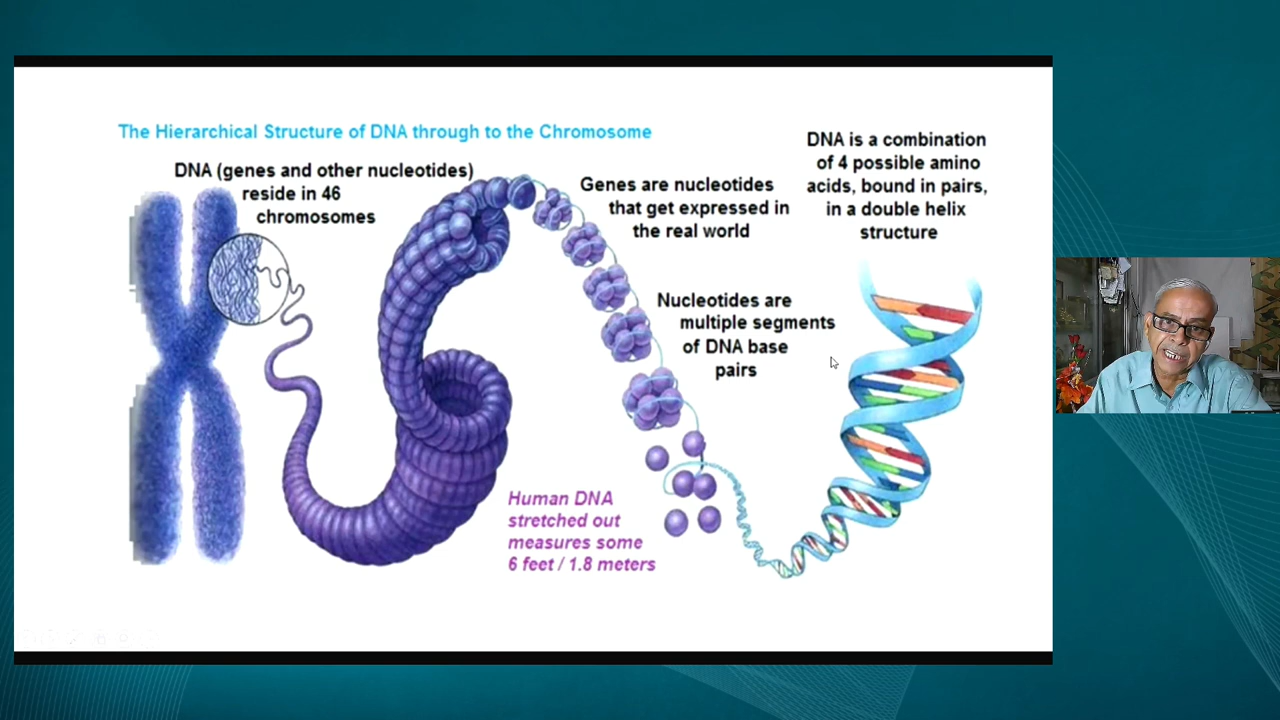 The Hierarchical Structure of DNA through to the Chromosome
DNA (genes and other nucleotides)
reside in 46
chromosomes
Genes are nucleotides
that get expressed in
the real world
DNA is a combination
of 4 possible amino
acids, bound in pairs,
in a double helix
structure
Nucleotides are
multiple segments
of DNA base
pairs
Human DNA
stretched out
measures some
6 feet / 1.8 meters